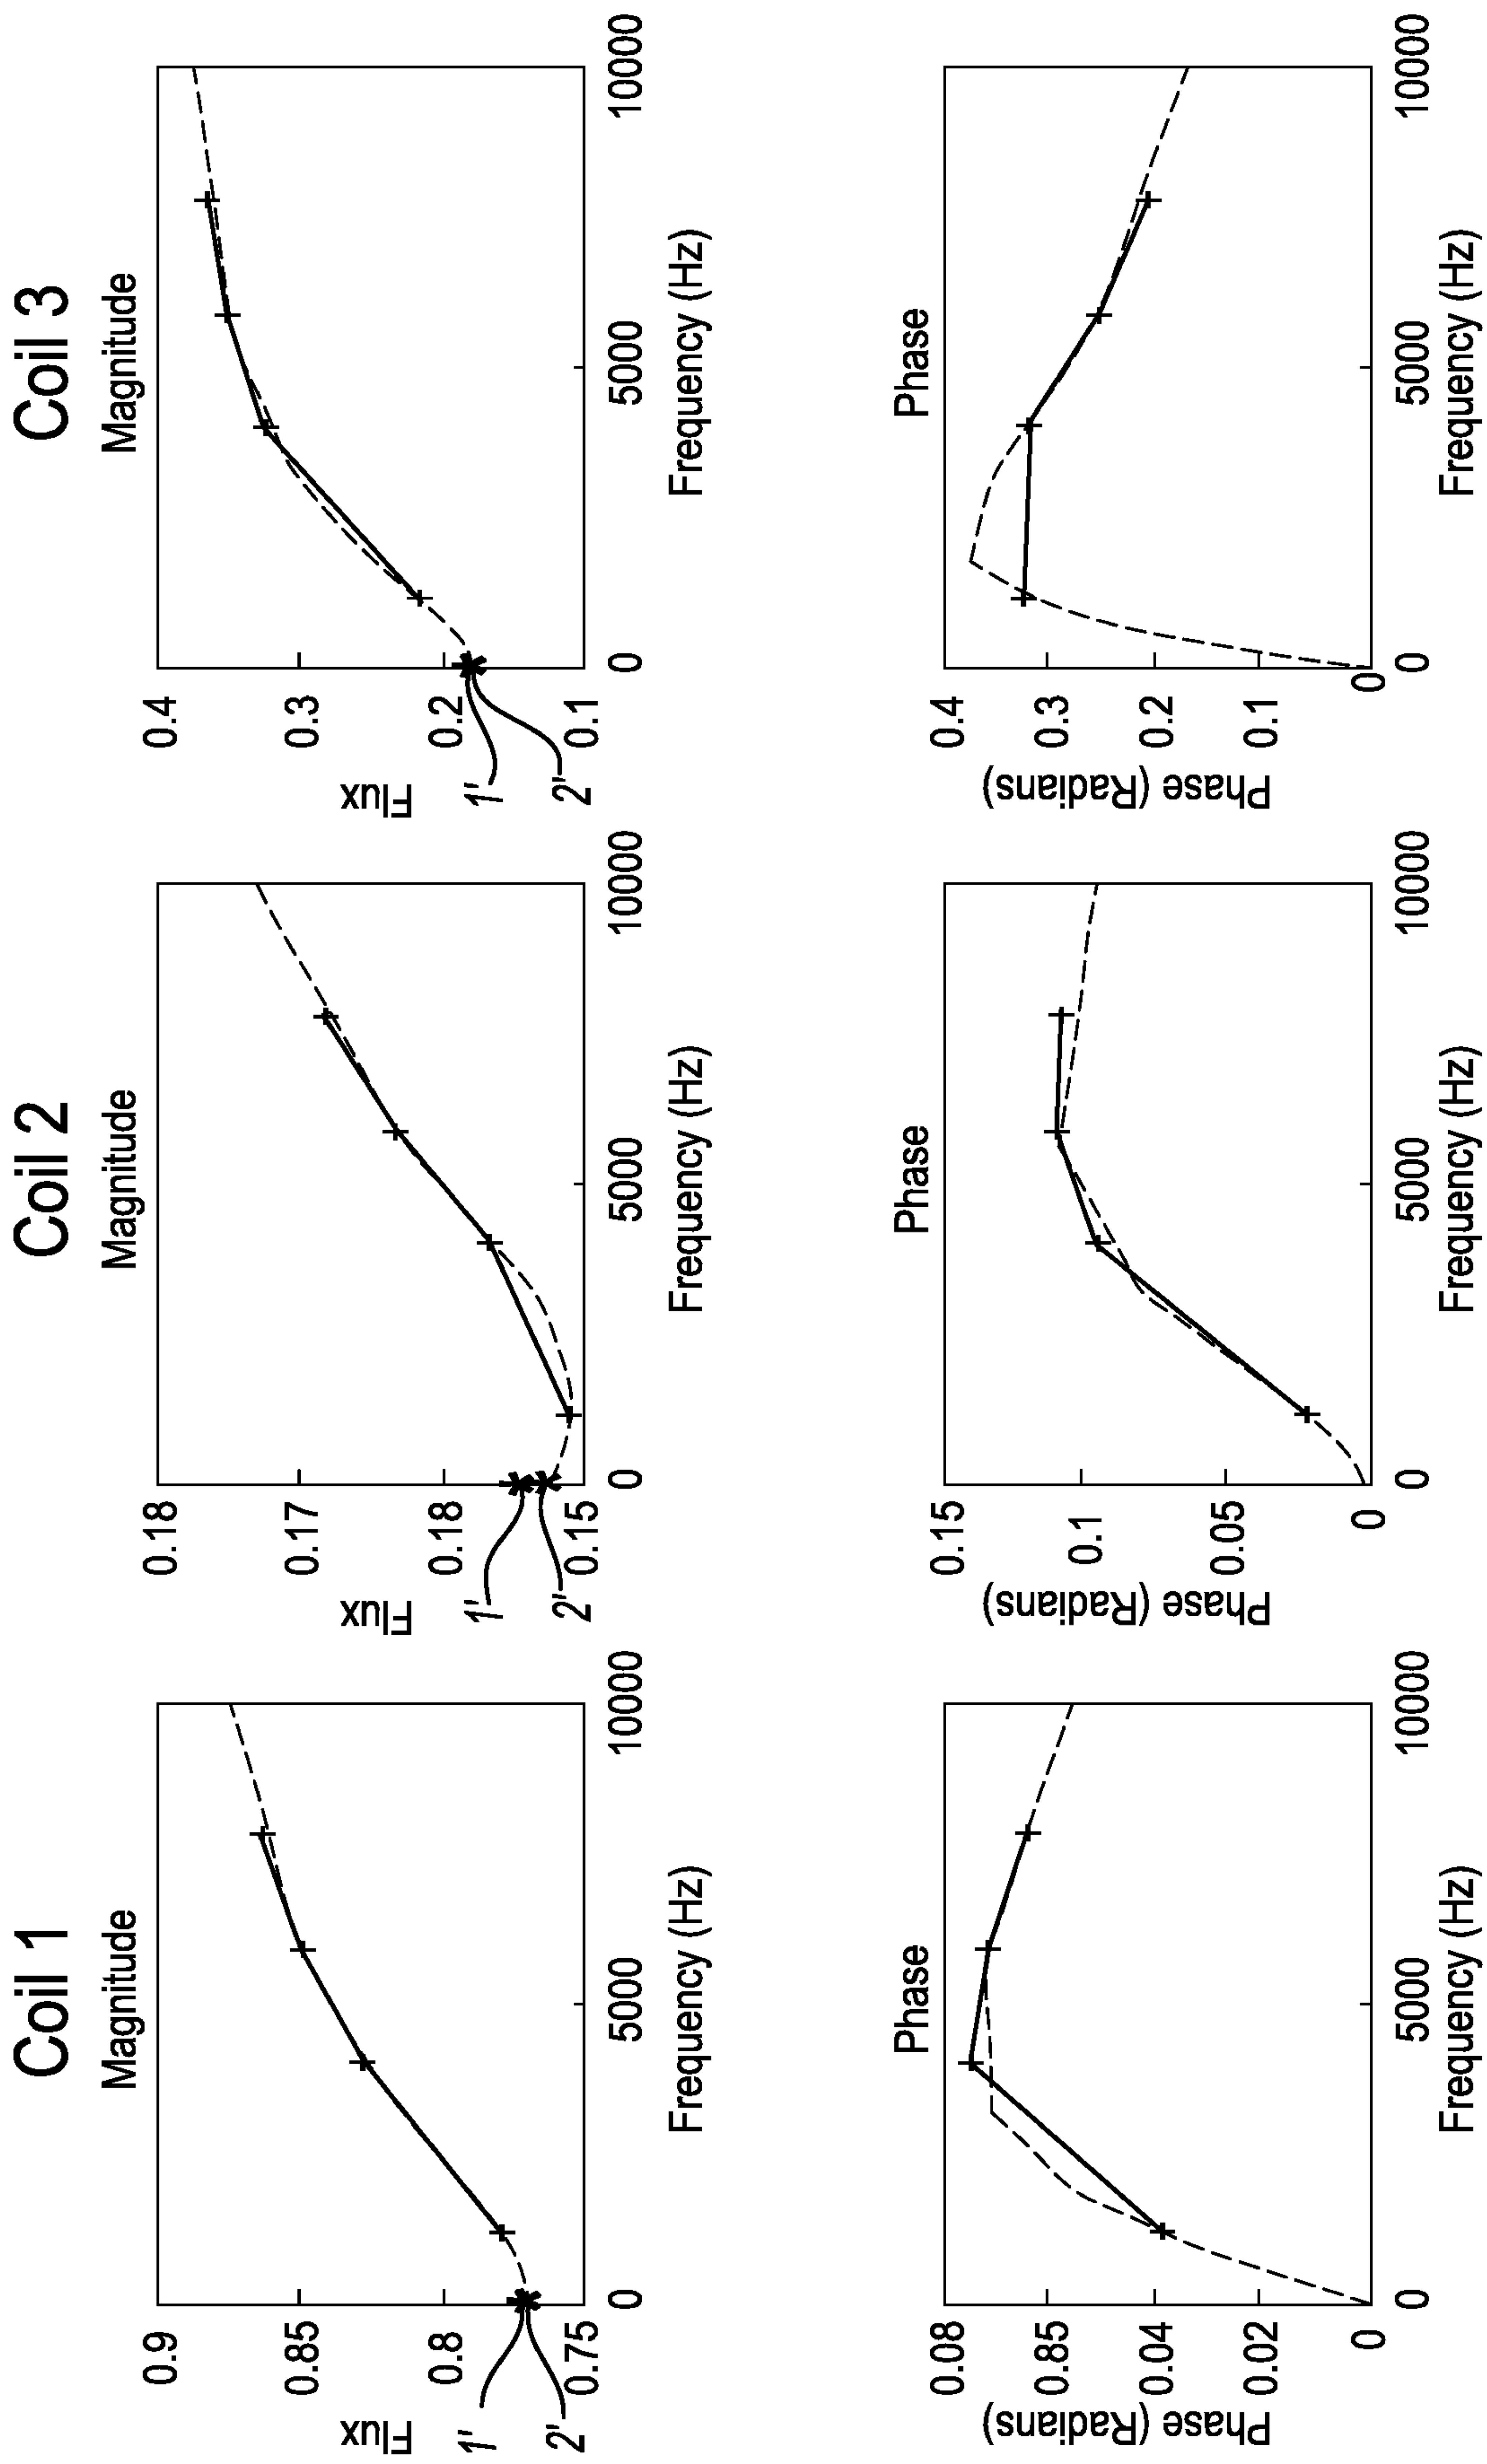 Coil 1
Magnitude
Flux
0.9
0.85
0.8
0.75
1'
2'
0
5000
10000
Frequency (Hz)
Phase
Phase (Radians)
0.08
0.85
0.04
0.02
0
0
5000
10000
Frequency (Hz)
Coil 2
Magnitude
Flux
0.18
0.17
0.18
0.15
1'
2'
0
5000
10000
Frequency (Hz)
Phase
Phase (Radians)
0.15
0.1
0.05
0
0
5000
10000
Frequency (Hz)
Coil 3
Magnitude
Flux
0.4
0.3
0.2
0.1
1'
2'
0
5000
10000
Frequency (Hz)
Phase
Phase (Radians)
0.4
0.3
0.2
0.1
0
0
5000
10000
Frequency (Hz)